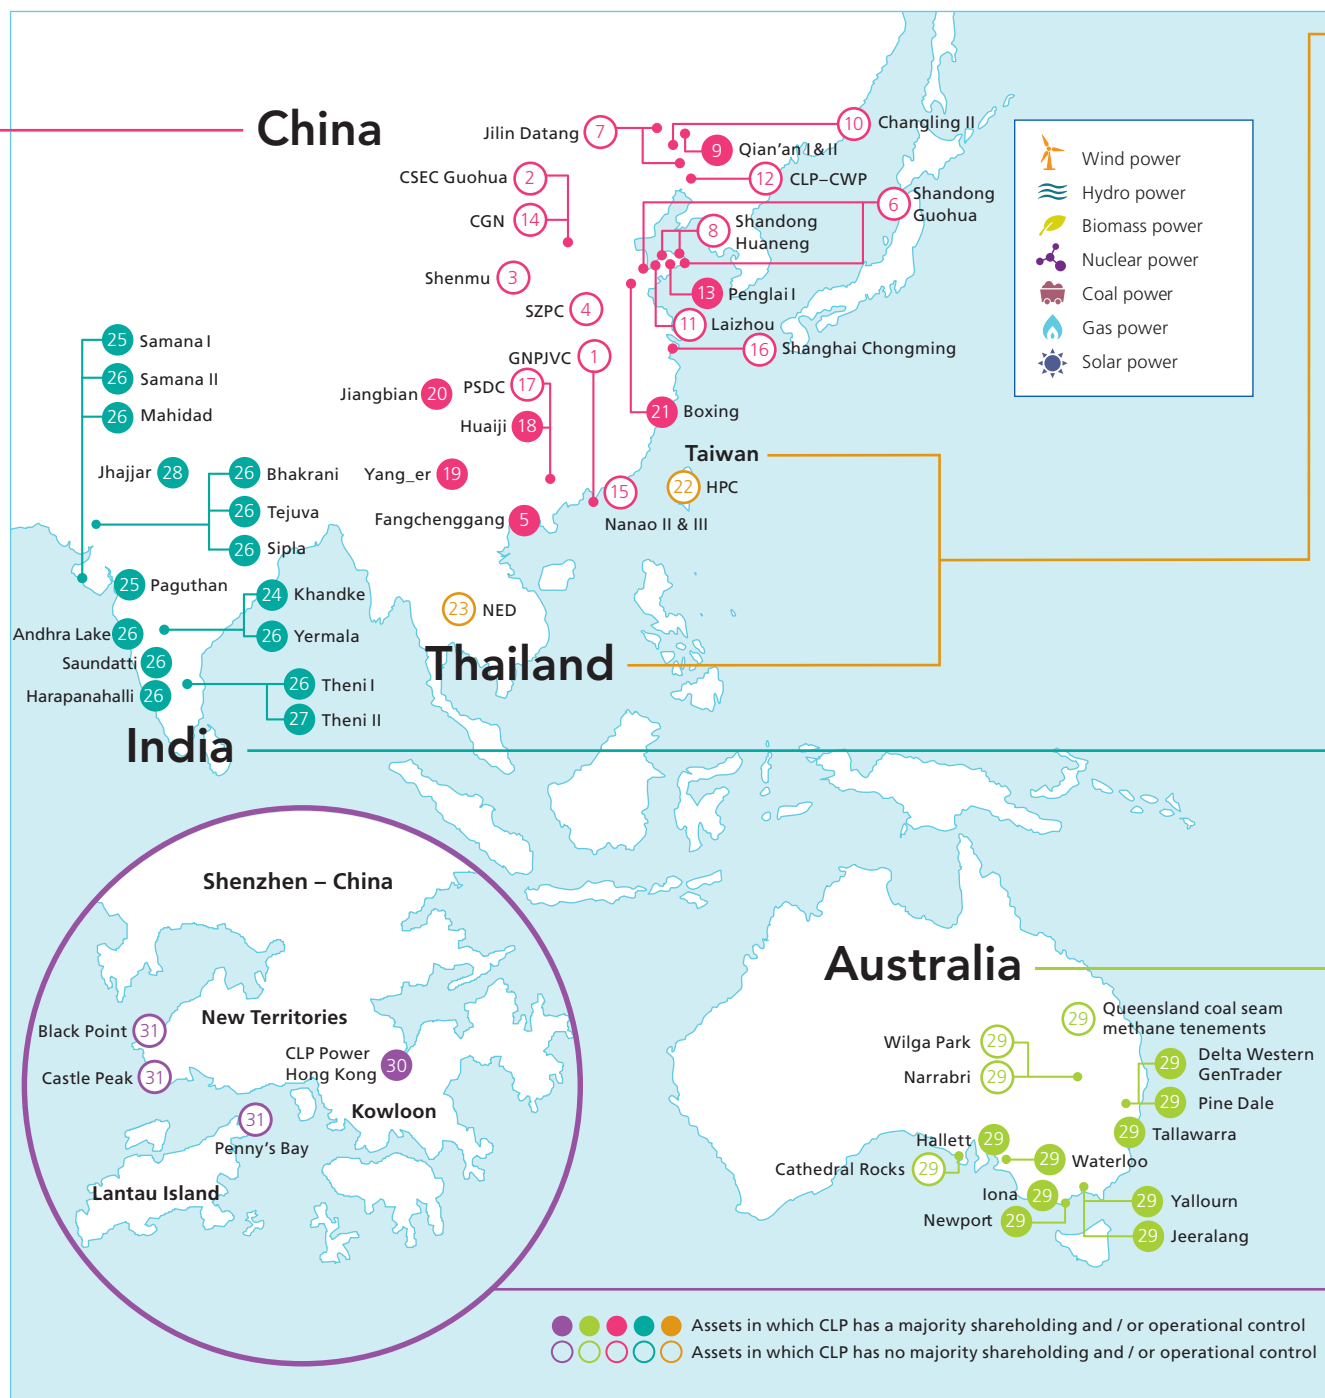 China
Jilin Datang 7
10 Changling II
9 Qian'an I & II
CSEC Guohua 2
12 CLP–CWP
CGN 14
6 Shandong
Guohua
8 Shandong
Huaneng
Shenmu 3
13 Penglai I
SZPC 4
11 Laizhou
GNPJVC 1
16 Shanghai Chongming
Jiangbian 20
PSDC 17
Huaiji 18
21 Boxing
Yang_er 19
Taiwan
22 HPC
15
Nanao II & III
Fangchenggang 5
Wind power
Hydro power
Biomass power
Nuclear power
Coal power
Gas power
Solar power
25 Samana I
26 Samana II
26 Mahidad
Jhajjar 28
26 Bhakrani
26 Tejuva
26 Sipla
25 Paguthan
24 Khandke
Andhra Lake 26
26 Yermala
Saundatti 26
Harapanahalli 26
26 Theni I
27 Theni II
India
23 NED
Thailand
Shenzhen – China
New Territories
Black Point 31
CLP Power
Hong Kong 30
Castle Peak 31
Kowloon
31
Penny's Bay
Lantau Island
Australia
29 Queensland coal seam
methane tenements
Wilga Park 29
Narrabri 29
29 Delta Western
GenTrader
29 Pine Dale
29 Tallawarra
Hallett 29
29 Waterloo
Cathedral Rocks 29
Iona 29
Newport 29
29 Yallourn
29 Jeeralang
Assets in which CLP has a majority shareholding and / or operational control
Assets in which CLP has no majority shareholding and / or operational control